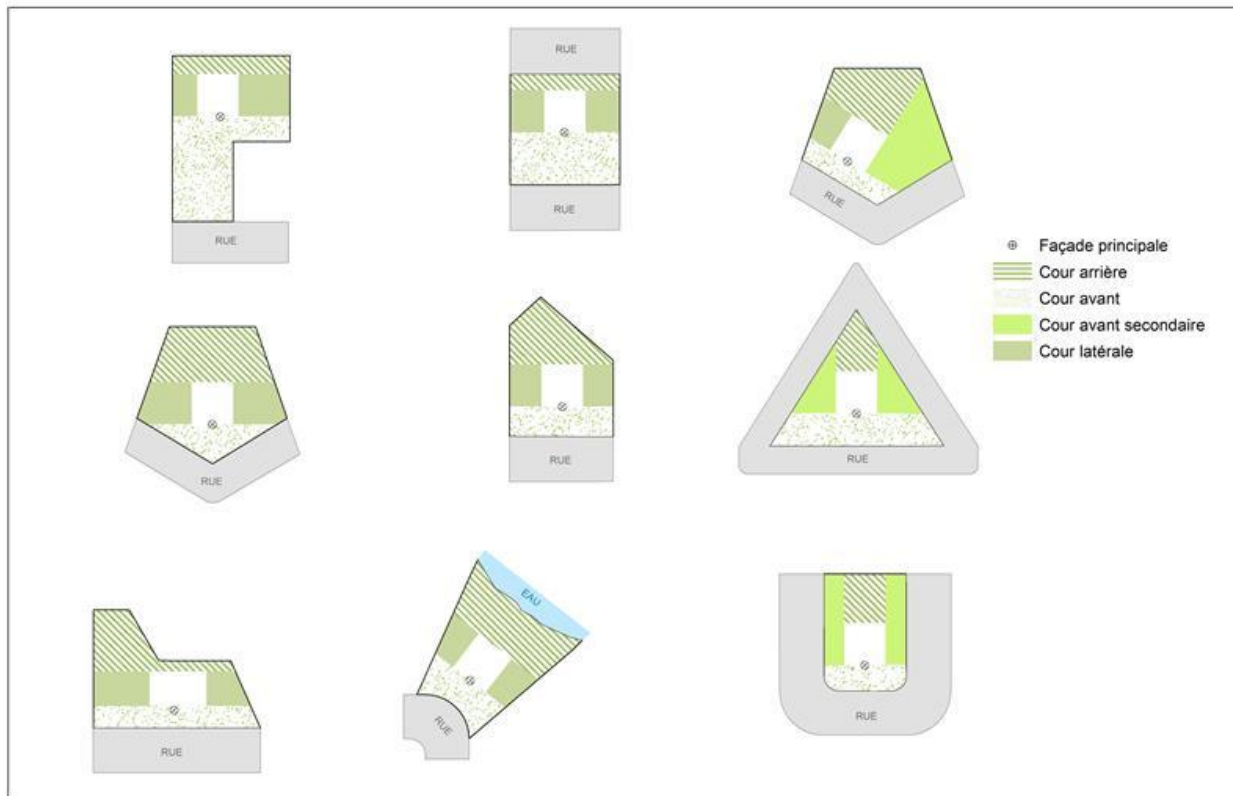 RUE
RUE
RUE
RUE
Façade principale
Cour arrière
Cour avant
Cour avant secondaire
Cour latérale
RUE
RUE
RUE
EAU
RUE
RUE
RUE